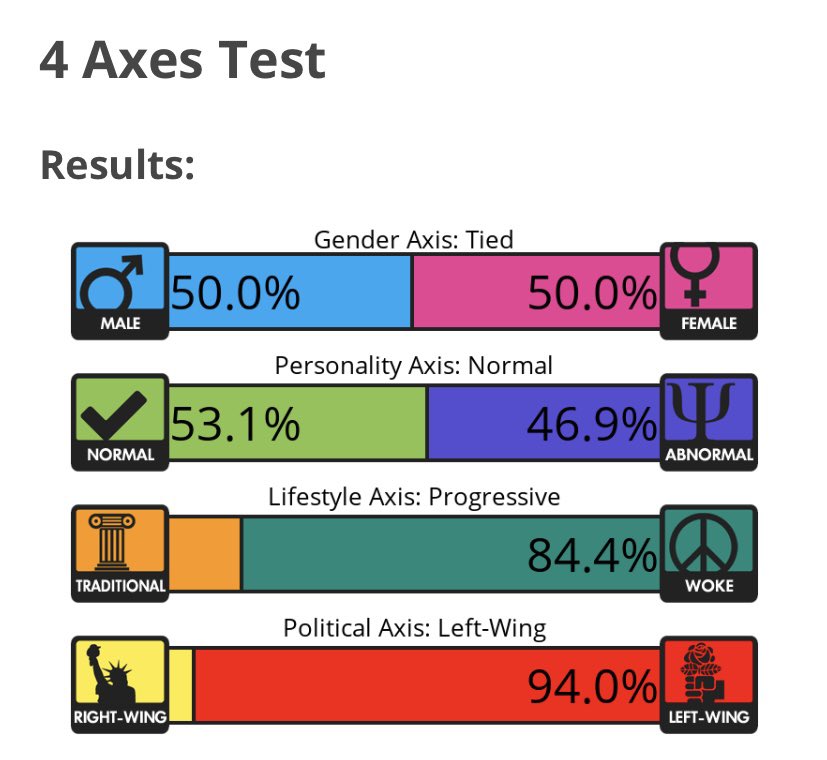 4 Axes Test
Results:
Gender Axis: Tied
MALE 50.0% 50.0% FEMALE
Personality Axis: Normal
NORMAL 53.1% 46.9% ABNORMAL
Lifestyle Axis: Progressive
TRADITIONAL 84.4% WOKE
Political Axis: Left-Wing
RIGHT-WING 94.0% LEFT-WING